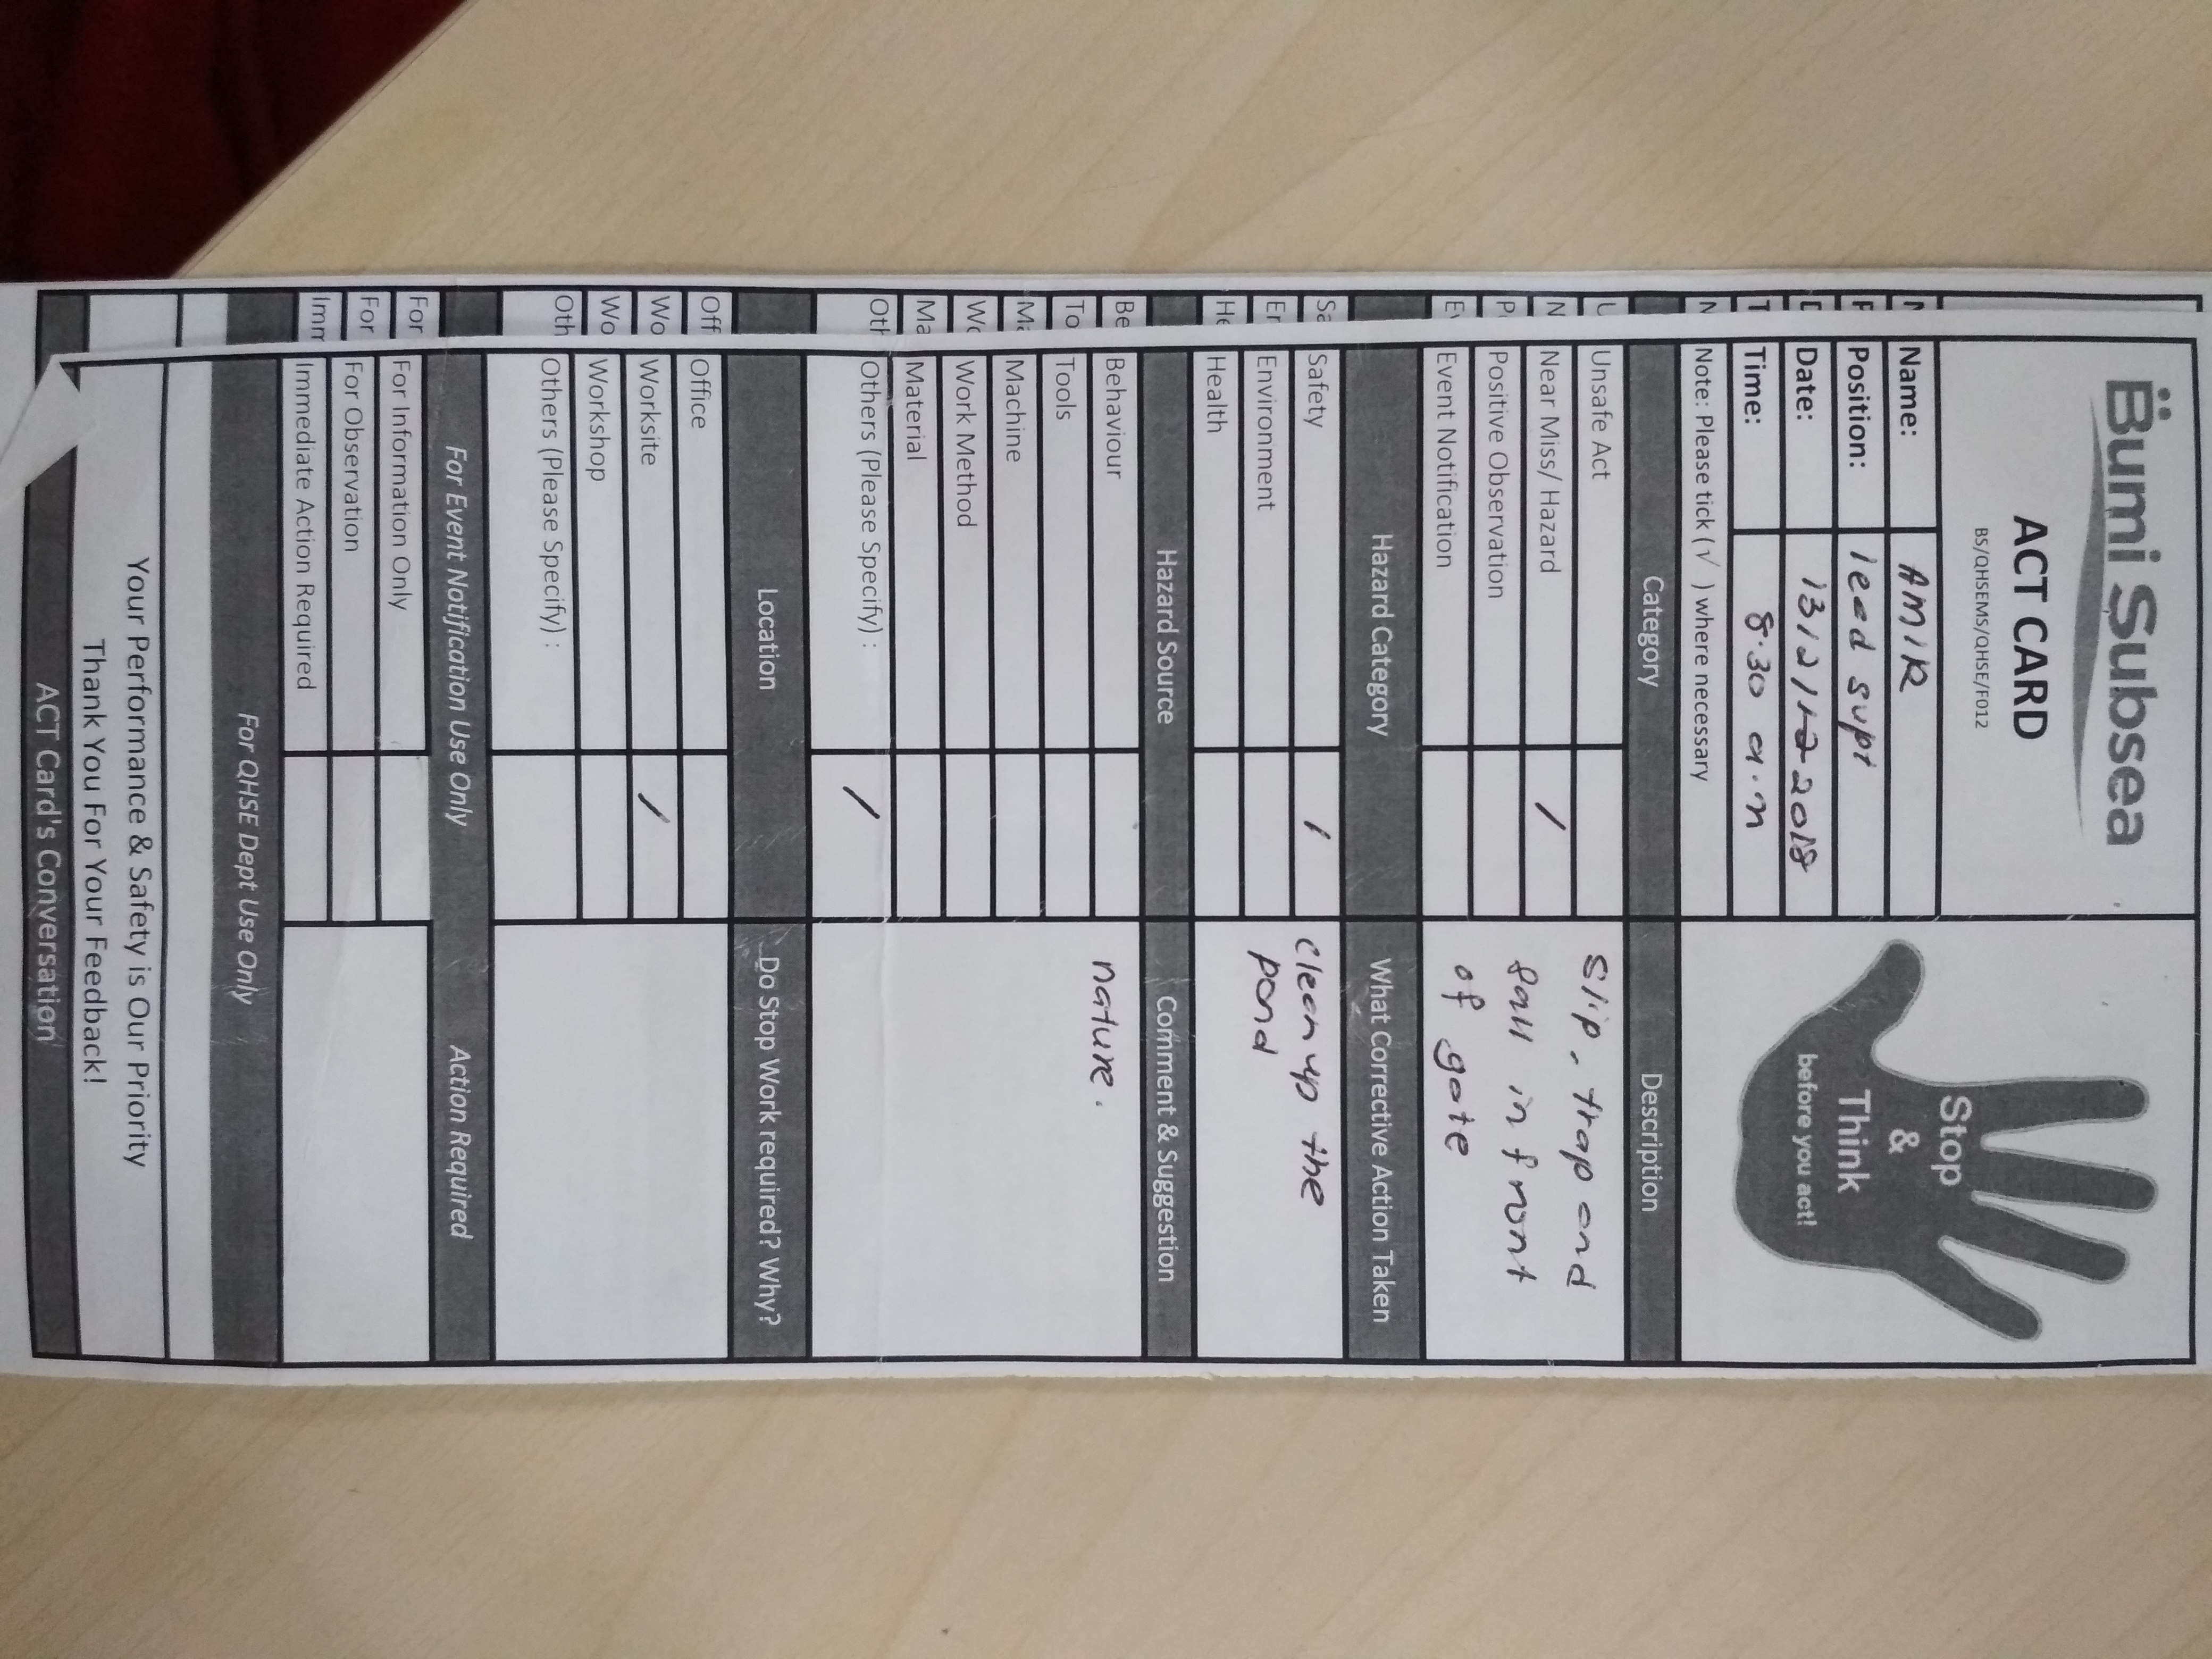 Bumi Subsea
ACT CARD
BS/QHSEMS/QHSE/F012
Stop
&
Think
before you act!
Name: AMIR
Position: lead supt
Date: 13/2/
Time: 8.30 a.m
Note: Please tick ( √ ) where necessary
Category
Unsafe Act
Near Miss/ Hazard /
Positive Observation
Event Notification
Description
Slip, trap and
fall in front
of gate
Hazard Category
Safety /
Environment
Health
What Corrective Action Taken
clean up the
pond
Hazard Source
Behaviour
Tools
Machine
Work Method
Material
Others (Please Specify) : /
Comment & Suggestion
nature.
Location
Office
Worksite /
Workshop
Others (Please Specify) :
Do Stop Work required? Why?
For Event Notification Use Only
For Information Only
For Observation
Immediate Action Required
Action Required
For QHSE Dept Use Only
Your Performance & Safety is Our Priority
Thank You For Your Feedback!
ACT Card's Conversation